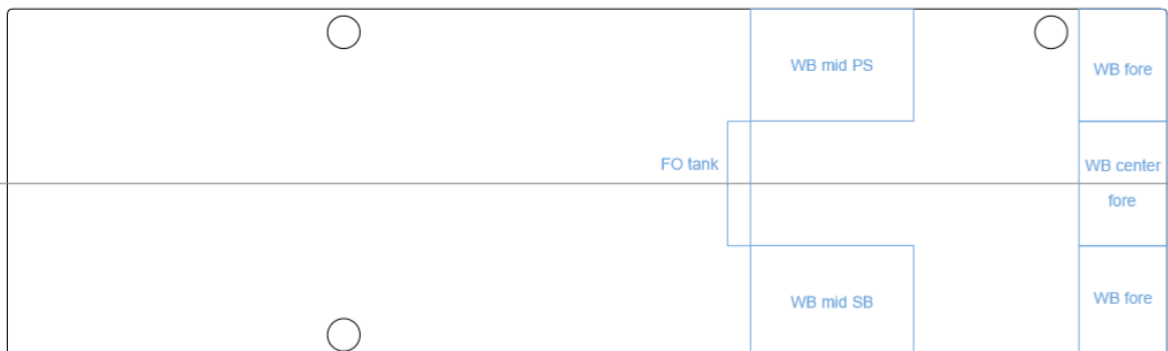 WB mid PS
WB fore
FO tank
WB center
fore
WB mid SB
WB fore